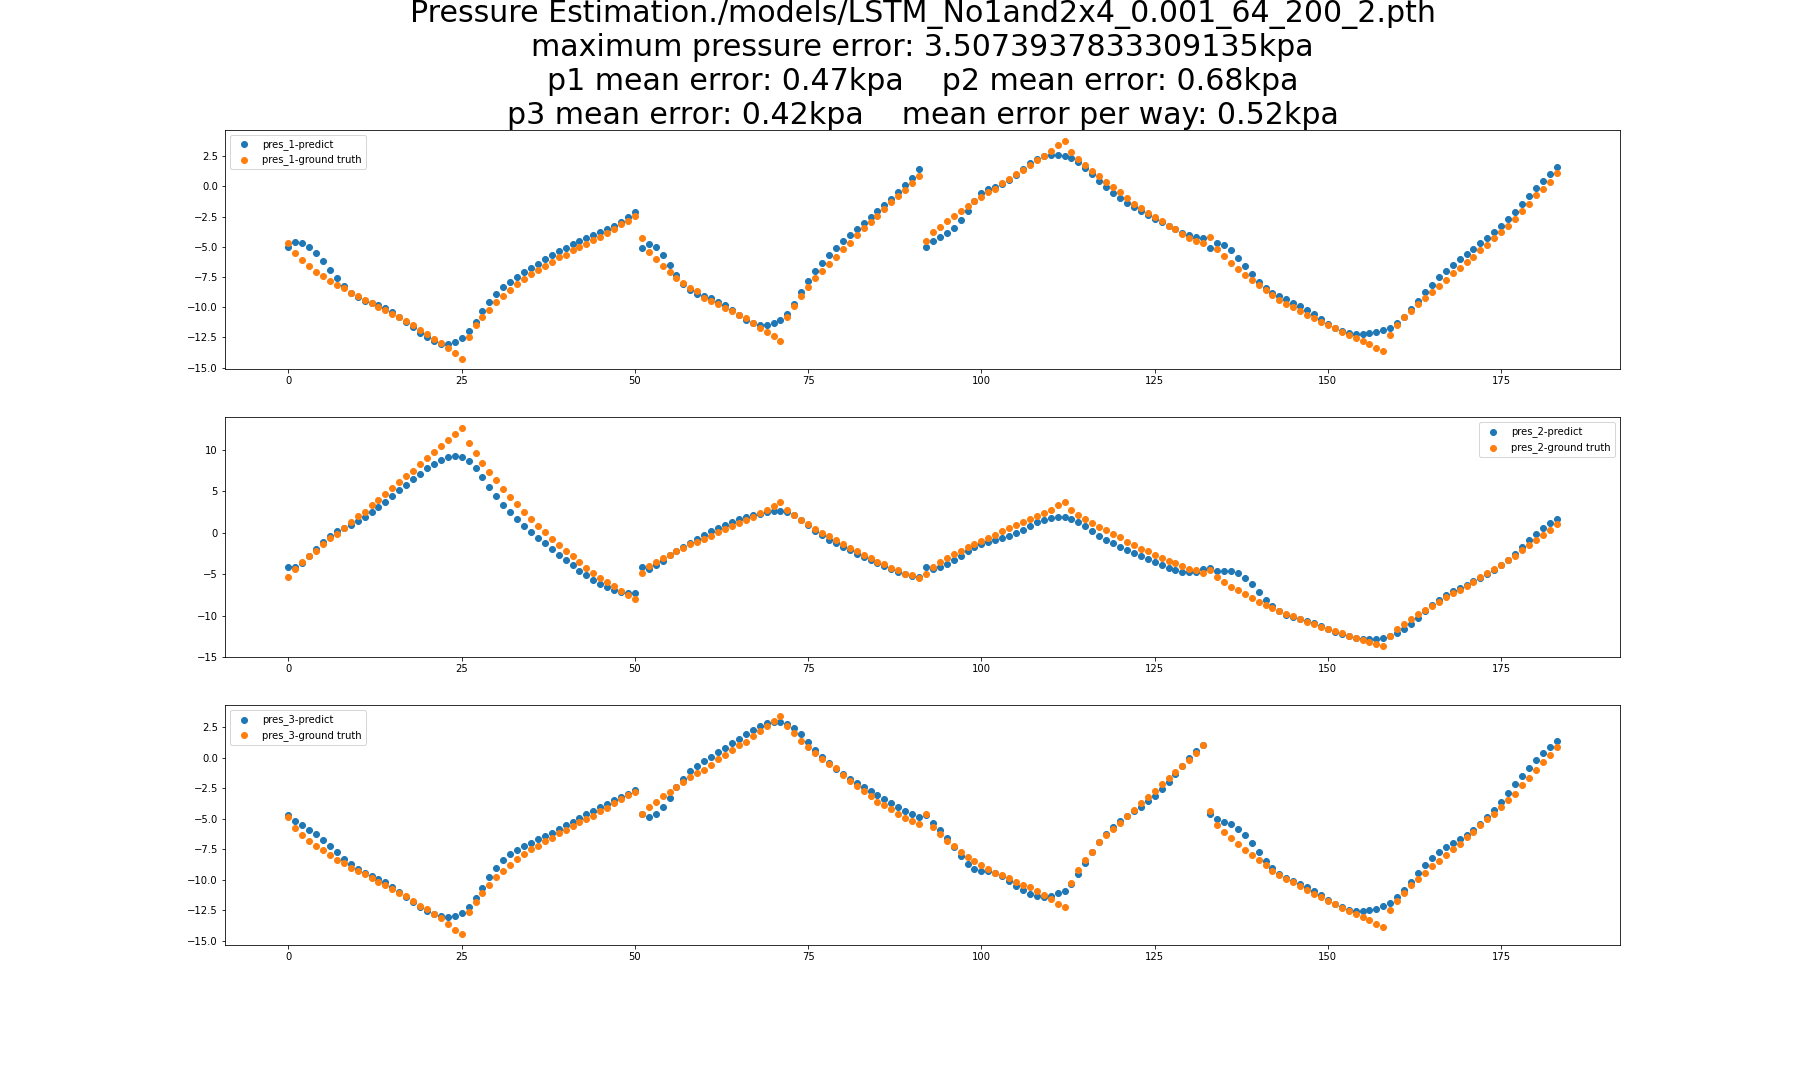 Pressure Estimation./models/LSTM_No1and2x4_0.001_64_200_2.pth
maximum pressure error: 3.5073937833309135kpa
p1 mean error: 0.47kpa    p2 mean error: 0.68kpa
p3 mean error: 0.42kpa    mean error per way: 0.52kpa
pres_1-predict
pres_1-ground truth
2.5
0.0
−2.5
−5.0
−7.5
−10.0
−12.5
−15.0
0 25 50 75 100 125 150 175
pres_2-predict
pres_2-ground truth
10
5
0
−5
−10
−15
0 25 50 75 100 125 150 175
pres_3-predict
pres_3-ground truth
2.5
0.0
−2.5
−5.0
−7.5
−10.0
−12.5
−15.0
0 25 50 75 100 125 150 175